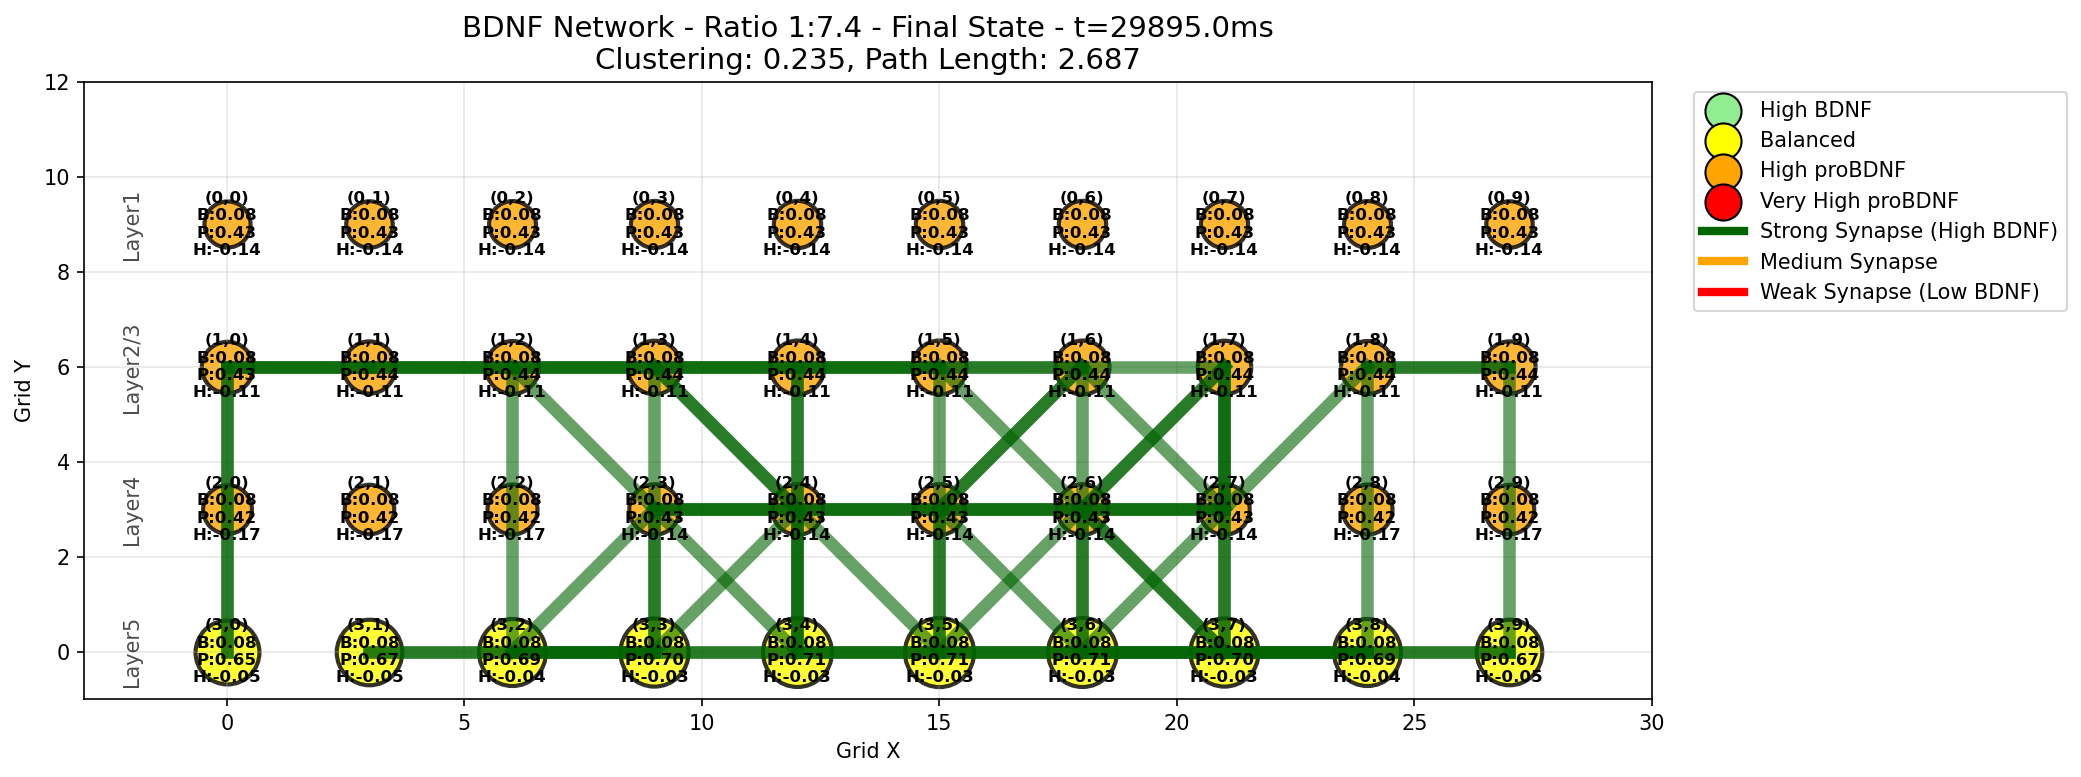 BDNF Network - Ratio 1:7.4 - Final State - t=29895.0ms
Clustering: 0.235, Path Length: 2.687
12
10
8
6
4
2
0
Grid Y
Layer1
Layer2/3
Layer4
Layer5
(0,0) (0,1) (0,2) (0,3) (0,4) (0,5) (0,6) (0,7) (0,8) (0,9)
B:0.08 B:0.08 B:0.08 B:0.08 B:0.08 B:0.08 B:0.08 B:0.08 B:0.08 B:0.08
P:0.43 P:0.43 P:0.43 P:0.43 P:0.43 P:0.43 P:0.43 P:0.43 P:0.43 P:0.43
H:-0.14 H:-0.14 H:-0.14 H:-0.14 H:-0.14 H:-0.14 H:-0.14 H:-0.14 H:-0.14 H:-0.14
(1,0) (1,1) (1,2) (1,3) (1,4) (1,5) (1,6) (1,7) (1,8) (1,9)
B:0.08 B:0.08 B:0.08 B:0.08 B:0.08 B:0.08 B:0.08 B:0.08 B:0.08 B:0.08
P:0.43 P:0.44 P:0.44 P:0.44 P:0.44 P:0.44 P:0.44 P:0.44 P:0.44 P:0.44
H:-0.11 H:-0.11 H:-0.11 H:-0.11 H:-0.11 H:-0.11 H:-0.11 H:-0.11 H:-0.11 H:-0.11
(2,0) (2,1) (2,2) (2,3) (2,4) (2,5) (2,6) (2,7) (2,8) (2,9)
B:0.08 B:0.08 B:0.08 B:0.08 B:0.08 B:0.08 B:0.08 B:0.08 B:0.08 B:0.08
P:0.42 P:0.42 P:0.42 P:0.43 P:0.43 P:0.43 P:0.43 P:0.43 P:0.42 P:0.42
H:-0.17 H:-0.17 H:-0.17 H:-0.14 H:-0.14 H:-0.14 H:-0.14 H:-0.14 H:-0.17 H:-0.17
(3,0) (3,1) (3,2) (3,3) (3,4) (3,5) (3,6) (3,7) (3,8) (3,9)
B:0.08 B:0.08 B:0.08 B:0.08 B:0.08 B:0.08 B:0.08 B:0.08 B:0.08 B:0.08
P:0.65 P:0.67 P:0.69 P:0.70 P:0.71 P:0.71 P:0.71 P:0.70 P:0.69 P:0.67
H:-0.05 H:-0.05 H:-0.04 H:-0.03 H:-0.03 H:-0.03 H:-0.03 H:-0.03 H:-0.04 H:-0.05
0 5 10 15 20 25 30
Grid X
High BDNF
Balanced
High proBDNF
Very High proBDNF
Strong Synapse (High BDNF)
Medium Synapse
Weak Synapse (Low BDNF)